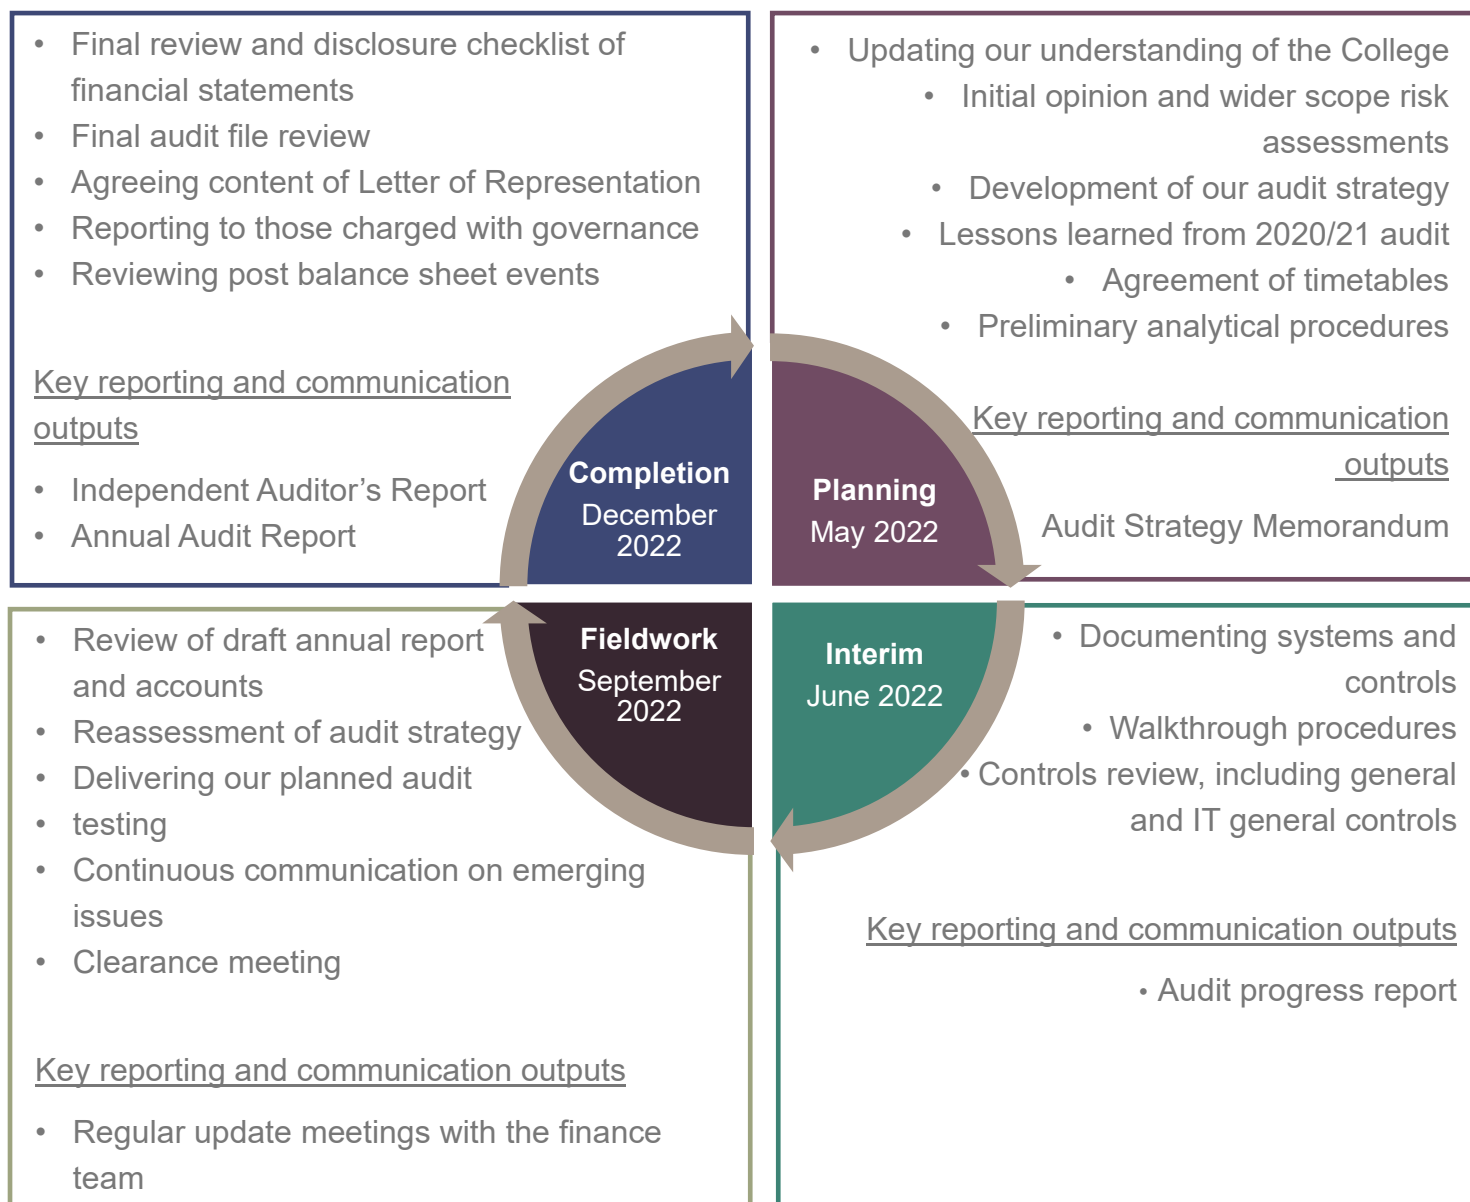 • Final review and disclosure checklist of
financial statements
• Final audit file review
• Agreeing content of Letter of Representation
• Reporting to those charged with governance
• Reviewing post balance sheet events
Key reporting and communication
outputs
• Independent Auditor’s Report
• Annual Audit Report
Completion
December
2022
• Updating our understanding of the College
• Initial opinion and wider scope risk
assessments
• Development of our audit strategy
• Lessons learned from 2020/21 audit
• Agreement of timetables
• Preliminary analytical procedures
Key reporting and communication
outputs
Audit Strategy Memorandum
Planning
May 2022
• Review of draft annual report
and accounts
• Reassessment of audit strategy
• Delivering our planned audit
• testing
• Continuous communication on emerging
issues
• Clearance meeting
Key reporting and communication outputs
• Regular update meetings with the finance
team
Fieldwork
September
2022
Interim
June 2022
• Documenting systems and
controls
• Walkthrough procedures
• Controls review, including general
and IT general controls
Key reporting and communication outputs
• Audit progress report